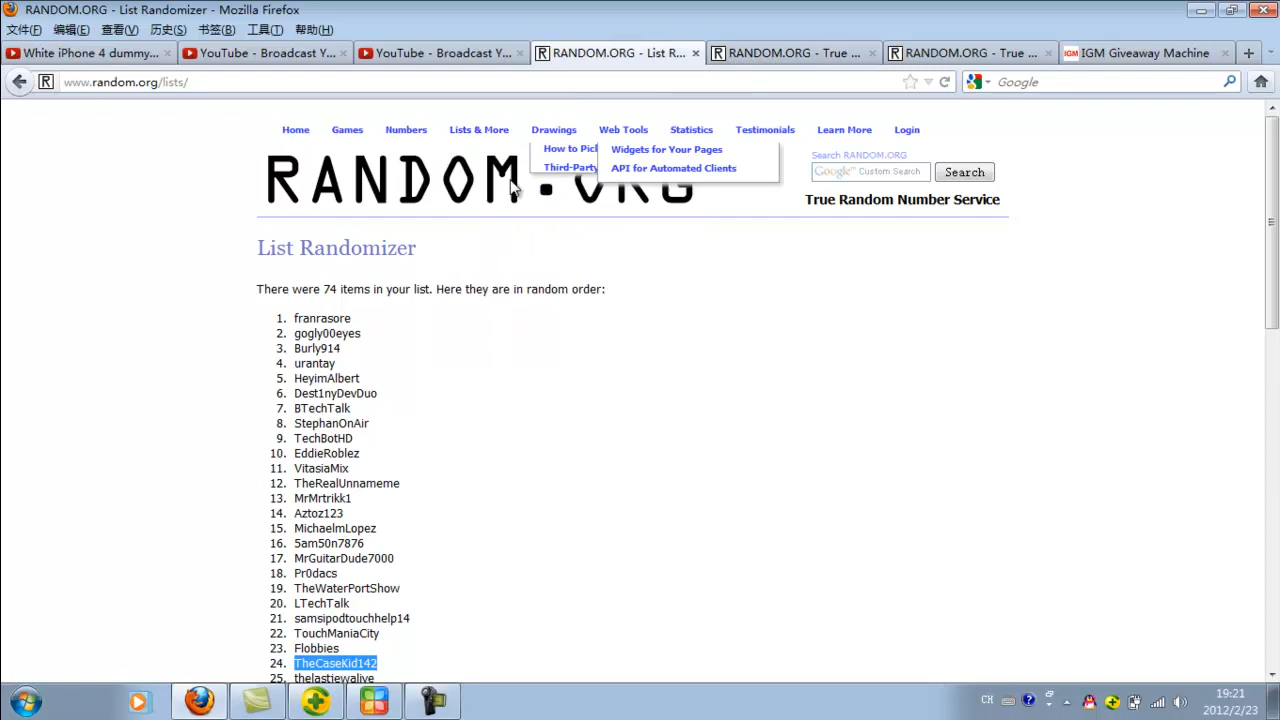 RANDOM.ORG - List Randomizer - Mozilla Firefox
文件(F) 编辑(E) 查看(V) 历史(S) 书签(B) 工具(T) 帮助(H)
White iPhone 4 dummy... YouTube - Broadcast Y... YouTube - Broadcast Y... RANDOM.ORG - List R... RANDOM.ORG - True ... RANDOM.ORG - True ... IGM IGM Giveaway Machine
R www.random.org/lists/ Google
Home Games Numbers Lists & More Drawings Web Tools Statistics Testimonials Learn More Login
How to Picl Widgets for Your Pages
Third-Party API for Automated Clients
RANDOM.ORG
Search RANDOM.ORG
Google™ Custom Search Search
True Random Number Service
List Randomizer
There were 74 items in your list. Here they are in random order:
1. franrasore
2. gogly00eyes
3. Burly914
4. urantay
5. HeyimAlbert
6. Dest1nyDevDuo
7. BTechTalk
8. StephanOnAir
9. TechBotHD
10. EddieRoblez
11. VitasiaMix
12. TheRealUnnameme
13. MrMrtrikk1
14. Aztoz123
15. MichaelmLopez
16. 5am50n7876
17. MrGuitarDude7000
18. Pr0dacs
19. TheWaterPortShow
20. LTechTalk
21. samsipodtouchhelp14
22. TouchManiaCity
23. Flobbies
24. TheCaseKid142
25. thelastiewalive
CH 19:21
2012/2/23